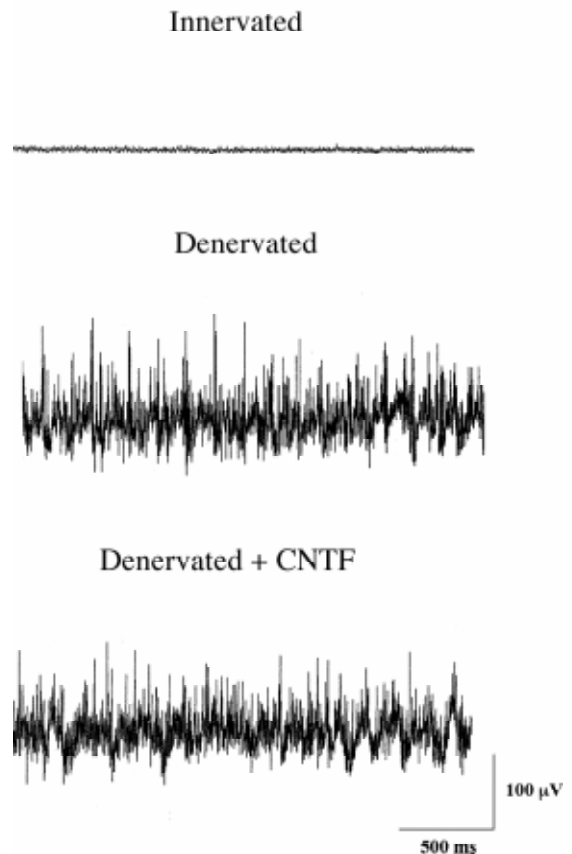 Innervated
Denervated
Denervated + CNTF
100 µV
500 ms